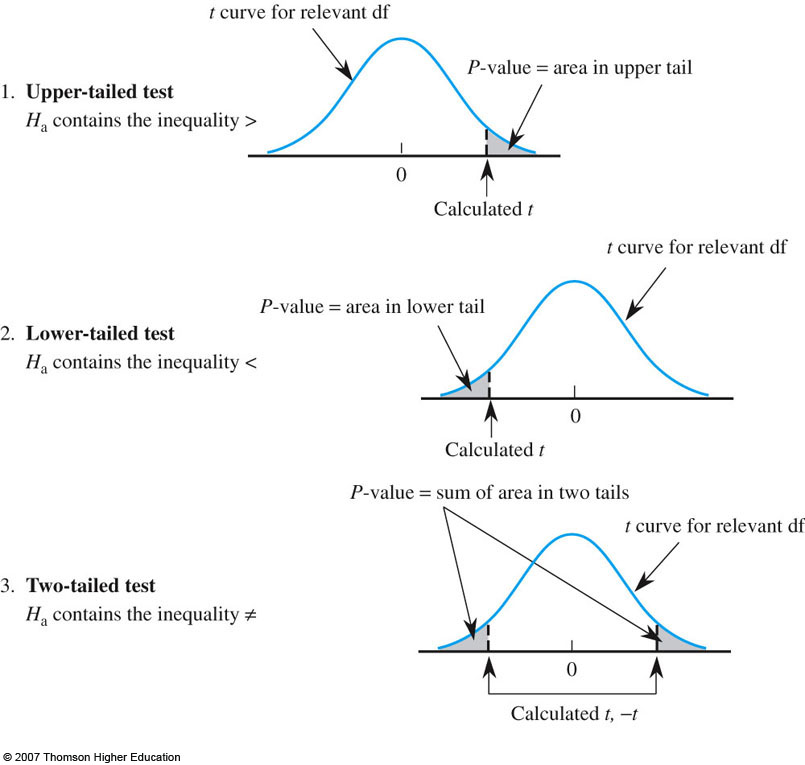 t curve for relevant df
P-value = area in upper tail
1. Upper-tailed test
Hₐ contains the inequality >
0
Calculated t
t curve for relevant df
P-value = area in lower tail
2. Lower-tailed test
Hₐ contains the inequality <
0
Calculated t
P-value = sum of area in two tails
t curve for relevant df
3. Two-tailed test
Hₐ contains the inequality ≠
0
Calculated t, −t
© 2007 Thomson Higher Education